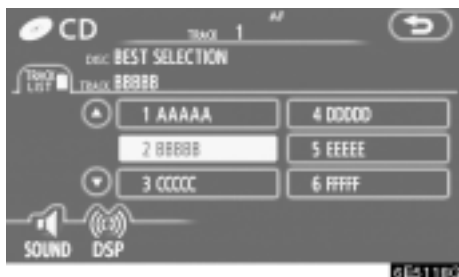 CD TRACK 1 AF
DISC BEST SELECTION
TRACK LIST TRACK BBBBB
1 AAAAA 4 DDDDD
2 BBBBB 5 EEEEE
3 CCCCC 6 FFFFF
SOUND DSP